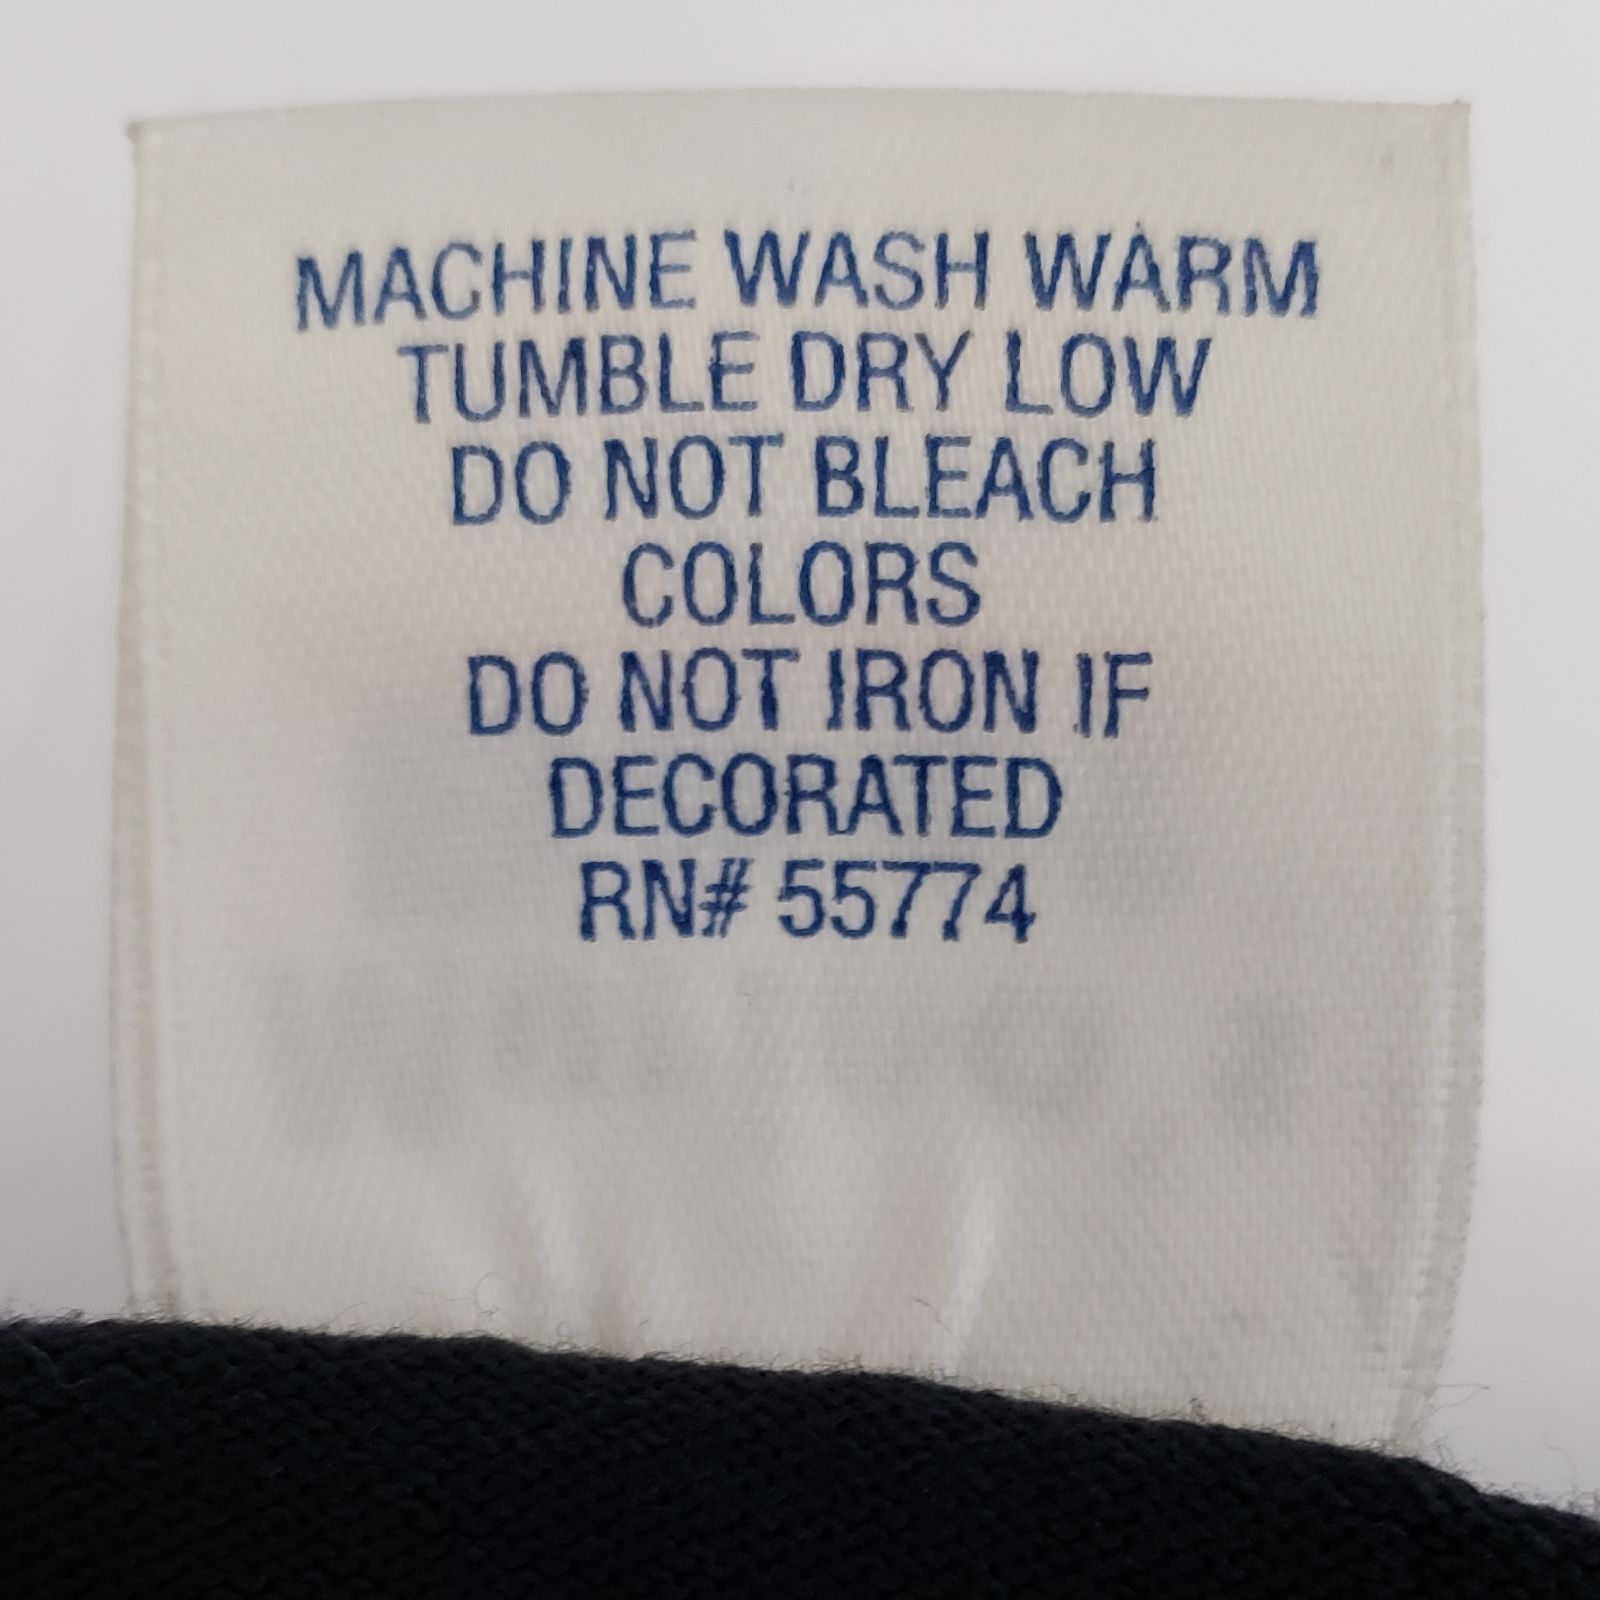 MACHINE WASH WARM
TUMBLE DRY LOW
DO NOT BLEACH
COLORS
DO NOT IRON IF
DECORATED
RN# 55774